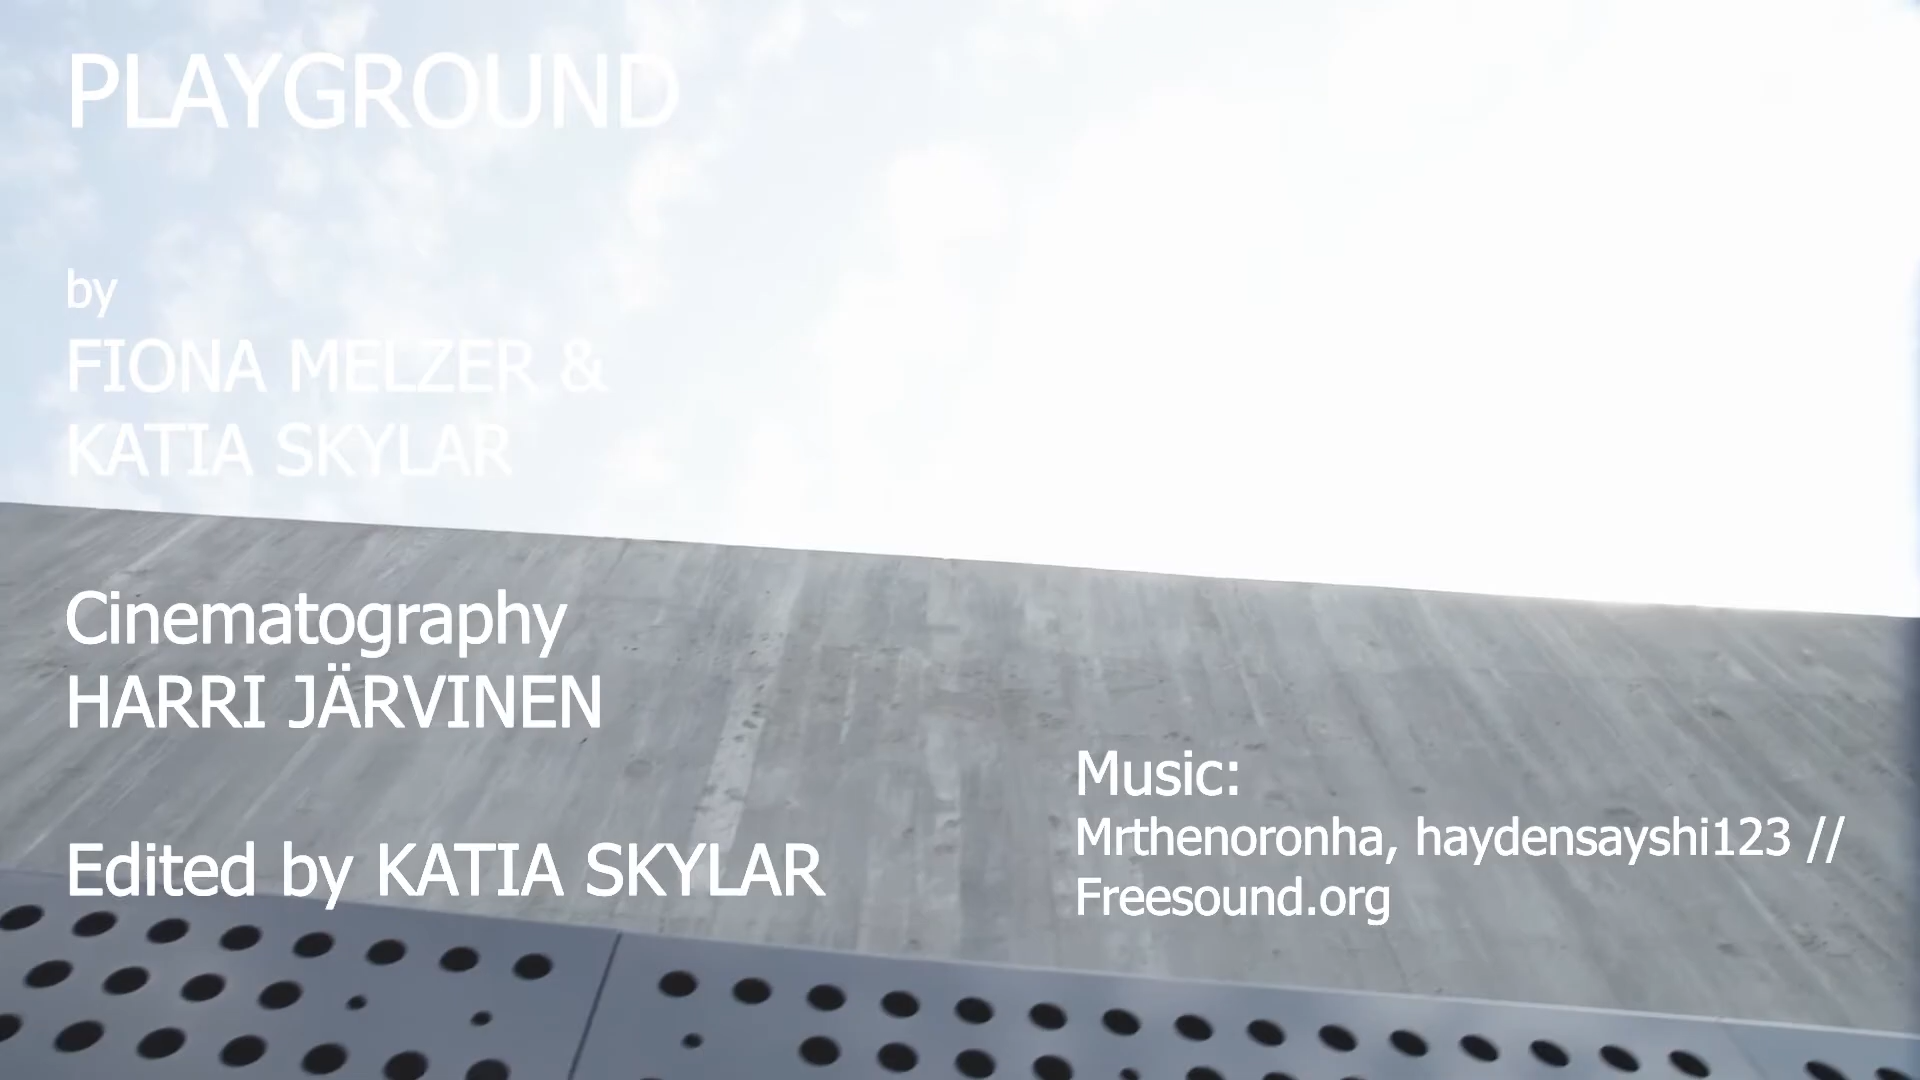 PLAYGROUND
by
FIONA MELZER &
KATIA SKYLAR
Cinematography
HARRI JÄRVINEN
Edited by KATIA SKYLAR
Music:
Mrthenoronha, haydensayshi123 //
Freesound.org